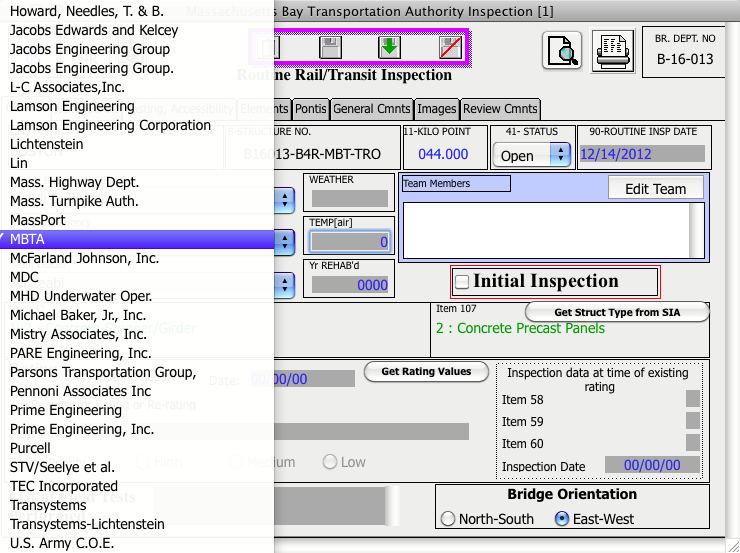 Massachusetts Bay Transportation Authority Inspection [1]
Howard, Needles, T. & B.
Jacobs Edwards and Kelcey
Jacobs Engineering Group
Jacobs Engineering Group.
L-C Associates,Inc.
Lamson Engineering
Lamson Engineering Corporation
Lichtenstein
Lin
Mass. Highway Dept.
Mass. Turnpike Auth.
MassPort
MBTA
McFarland Johnson, Inc.
MDC
MHD Underwater Oper.
Michael Baker, Jr., Inc.
Mistry Associates, Inc.
PARE Engineering, Inc.
Parsons Transportation Group,
Pennoni Associates Inc
Prime Engineering
Prime Engineering, Inc.
Purcell
STV/Seelye et al.
TEC Incorporated
Transystems
Transystems-Lichtenstein
U.S. Army C.O.E.
BR. DEPT. NO
B-16-013
Routine Rail/Transit Inspection
Accessibility Elements Pontis General Cmnts Images Review Cmnts
8-STRUCTURE NO. 11-KILO POINT 41- STATUS 90-ROUTINE INSP DATE
B16013-B4R-MBT-TRO 044.000 Open 12/14/2012
WEATHER
Team Members
Edit Team
TEMP[air]
0
Yr REHAB'd
0000
Initial Inspection
Item 107
Get Struct Type from SIA
/Girder
2 : Concrete Precast Panels
Date: 00/00/00
Get Rating Values
Inspection data at time of existing
rating
Item 58
Item 59
Item 60
Inspection Date 00/00/00
or Re-rating
High Medium Low
Tests
Bridge Orientation
North-South East-West